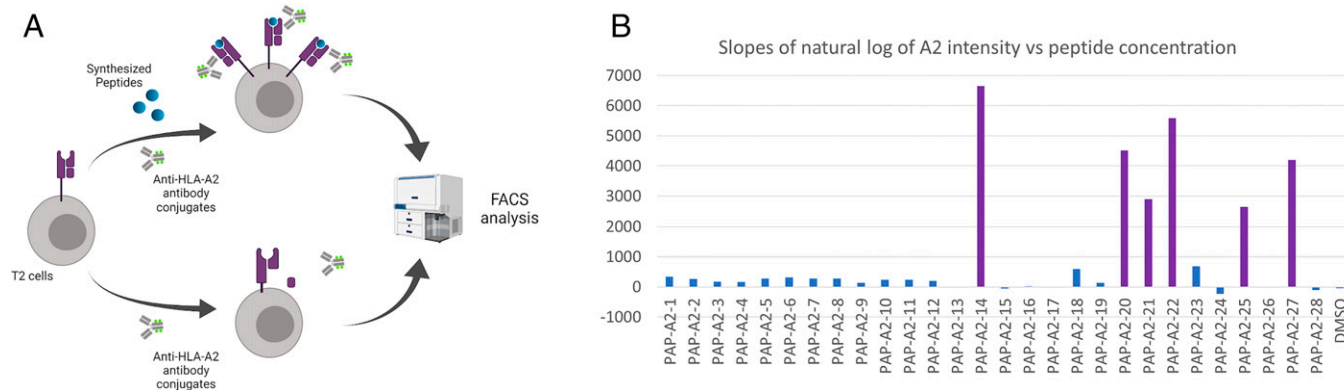 A
Synthesized
Peptides
Anti-HLA-A2
antibody
conjugates
T2 cells
Anti-HLA-A2
antibody
conjugates
FACS
analysis
B
Slopes of natural log of A2 intensity vs peptide concentration
7000
6000
5000
4000
3000
2000
1000
0
-1000
PAP-A2-1
PAP-A2-2
PAP-A2-3
PAP-A2-4
PAP-A2-5
PAP-A2-6
PAP-A2-7
PAP-A2-8
PAP-A2-9
PAP-A2-10
PAP-A2-11
PAP-A2-12
PAP-A2-13
PAP-A2-14
PAP-A2-15
PAP-A2-16
PAP-A2-17
PAP-A2-18
PAP-A2-19
PAP-A2-20
PAP-A2-21
PAP-A2-22
PAP-A2-23
PAP-A2-24
PAP-A2-25
PAP-A2-26
PAP-A2-27
PAP-A2-28
DMSO